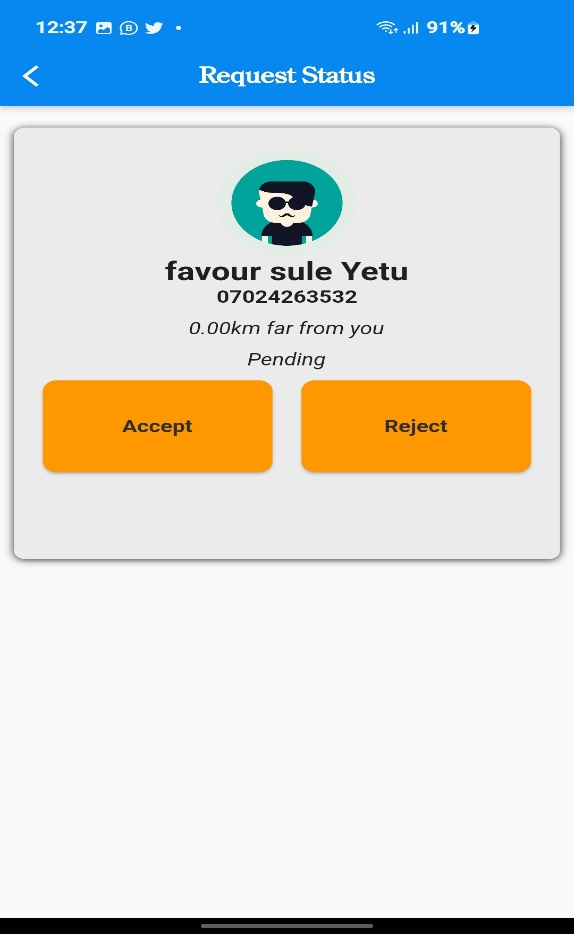 12:37
91%
Request Status
favour sule Yetu
07024263532
0.00km far from you
Pending
Accept
Reject